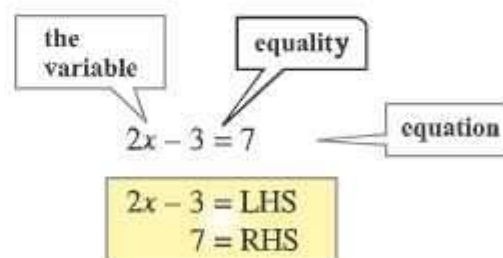 the
variable
equality
2x – 3 = 7
equation
2x – 3 = LHS
7 = RHS